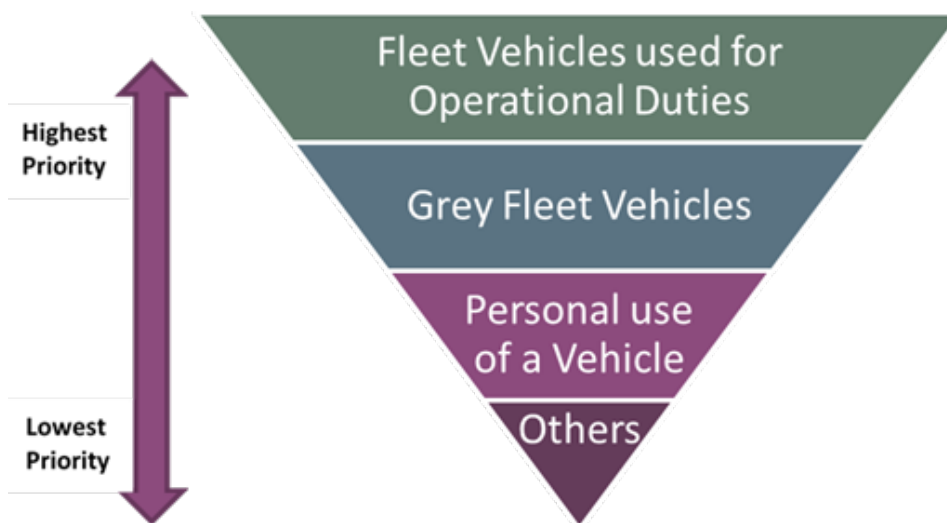 Fleet Vehicles used for
Operational Duties
Highest
Priority
Grey Fleet Vehicles
Personal use
of a Vehicle
Lowest
Priority
Others